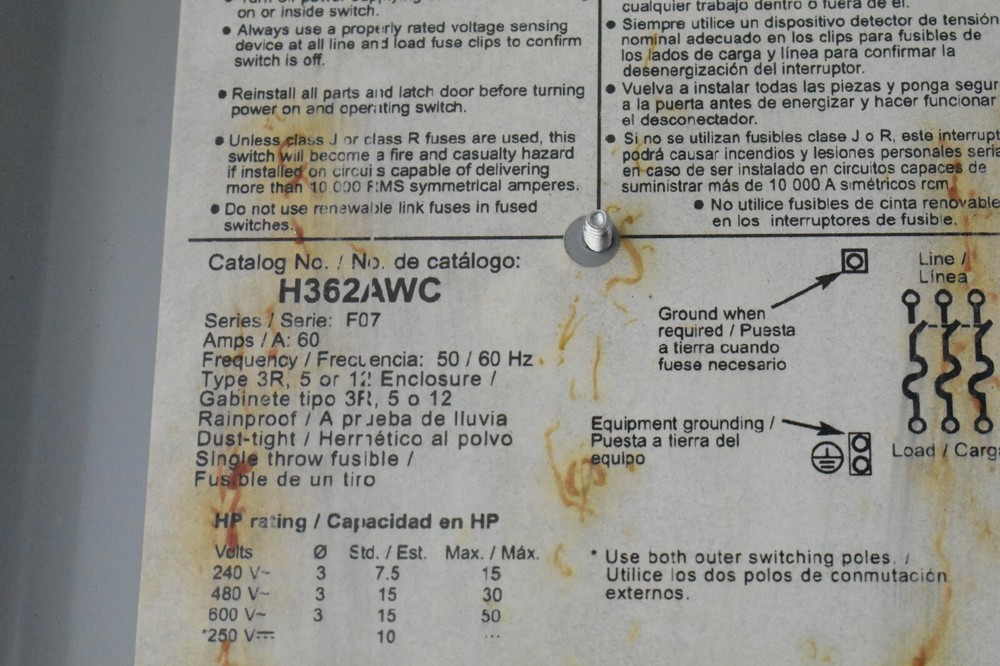 on or inside switch.
• Always use a properly rated voltage sensing
device at all line and load fuse clips to confirm
switch is off.
• Reinstall all parts and latch door before turning
power on and operating switch.
• Unless class J or class R fuses are used, this
switch will become a fire and casualty hazard
if installed on circuits capable of delivering
more than 10 000 RMS symmetrical amperes.
• Do not use renewable link fuses in fused
switches.
cualquier trabajo dentro o fuera de él.
• Siempre utilice un dispositivo detector de tensión
nominal adecuado en los clips para fusibles de
los lados de carga y línea para confirmar la
desenergización del interruptor.
• Vuelva a instalar todas las piezas y ponga segur
a la puerta antes de energizar y hacer funcionar
el desconectador.
• Si no se utilizan fusibles clase J o R, este interrupt
podrá causar incendios y lesiones personales seria
en caso de ser instalado en circuitos capaces de
suministrar más de 10 000 A simétricos rcm
• No utilice fusibles de cinta renovable
en los interruptores de fusible.
Catalog No. / No. de catálogo:
H362AWC
Series / Serie: F07
Amps / A: 60
Frequency / Frecuencia: 50 / 60 Hz
Type 3R, 5 or 12 Enclosure /
Gabinete tipo 3R, 5 o 12
Rainproof / A prueba de lluvia
Dust-tight / Hermético al polvo
Single throw fusible /
Fusible de un tiro
HP rating / Capacidad en HP
Volts Ø Std. / Est. Max. / Máx.
240 V~ 3 7.5 15
480 V~ 3 15 30
600 V~ 3 15 50
*250 V⎓ 10 ...
Line /
Línea
Ground when
required / Puesta
a tierra cuando
fuese necesario
Equipment grounding /
Puesta a tierra del
equipo
Load / Carg
* Use both outer switching poles. /
Utilice los dos polos de conmutación
externos.